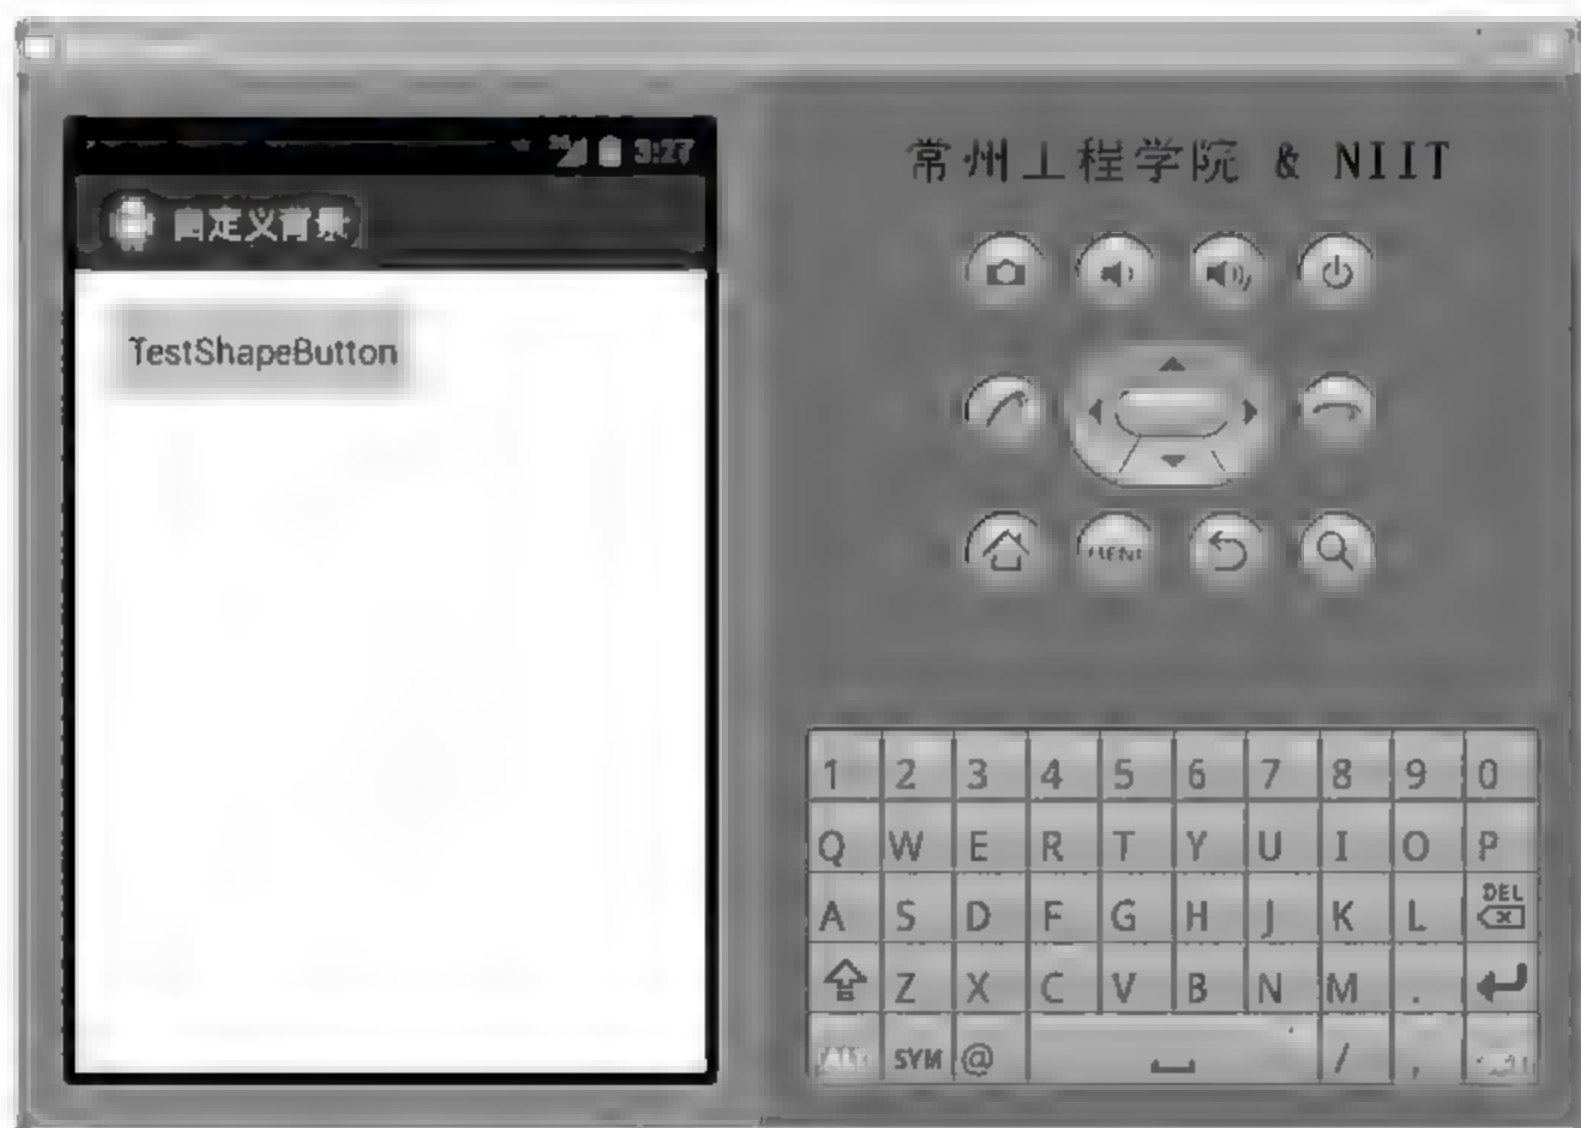 3:27
自定义背景
TestShapeButton
常州工程学院 & NIIT
MENU
1 2 3 4 5 6 7 8 9 0
Q W E R T Y U I O P
A S D F G H J K L DEL
Z X C V B N M .
SYM @ / ,